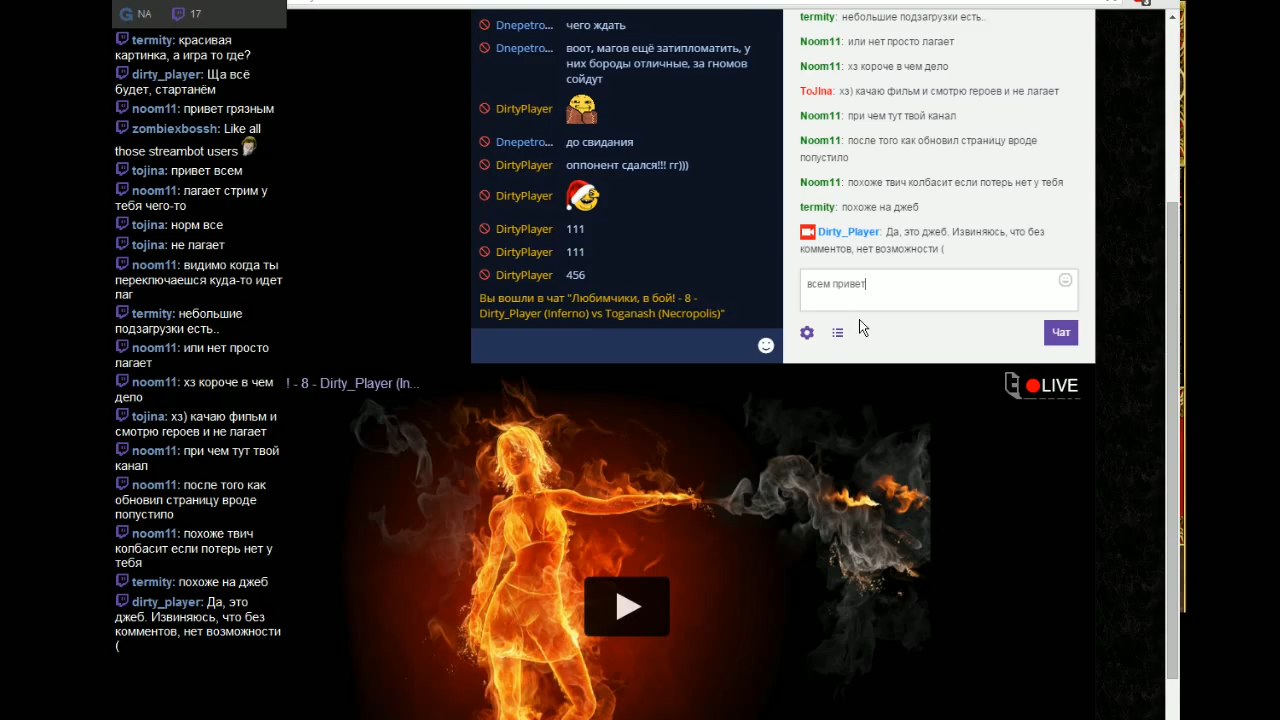 NA 17
termity: красивая
картинка, а игра то где?
dirty_player: Ща всё
будет, стартанём
noom11: привет грязным
zombiexbossh: Like all
those streambot users
tojina: привет всем
noom11: лагает стрим у
тебя чего-то
tojina: норм все
tojina: не лагает
noom11: видимо когда ты
переключаешся куда-то идет
лаг
termity: небольшие
подзагрузки есть..
noom11: или нет просто
лагает
noom11: хз короче в чем
дело
tojina: хз) качаю фильм и
смотрю героев и не лагает
noom11: при чем тут твой
канал
noom11: после того как
обновил страницу вроде
попустило
noom11: похоже твич
колбасит если потерь нет у
тебя
termity: похоже на джеб
dirty_player: Да, это
джеб. Извиняюсь, что без
комментов, нет возможности
(
Dnepetro... чего ждать
Dnepetro... воот, магов ещё затипломатить, у
них бороды отличные, за гномов
сойдут
DirtyPlayer
Dnepetro... до свидания
DirtyPlayer оппонент сдался!!! гг)))
DirtyPlayer
DirtyPlayer 111
DirtyPlayer 111
DirtyPlayer 456
Вы вошли в чат "Любимчики, в бой! - 8 -
Dirty_Player (Inferno) vs Toganash (Necropolis)"
termity: небольшие подзагрузки есть..
Noom11: или нет просто лагает
Noom11: хз короче в чем дело
ToJIna: хз) качаю фильм и смотрю героев и не лагает
Noom11: при чем тут твой канал
Noom11: после того как обновил страницу вроде
попустило
Noom11: похоже твич колбасит если потерь нет у тебя
termity: похоже на джеб
Dirty_Player: Да, это джеб. Извиняюсь, что без
комментов, нет возможности (
всем привет
Чат
! - 8 - Dirty_Player (In...
LIVE